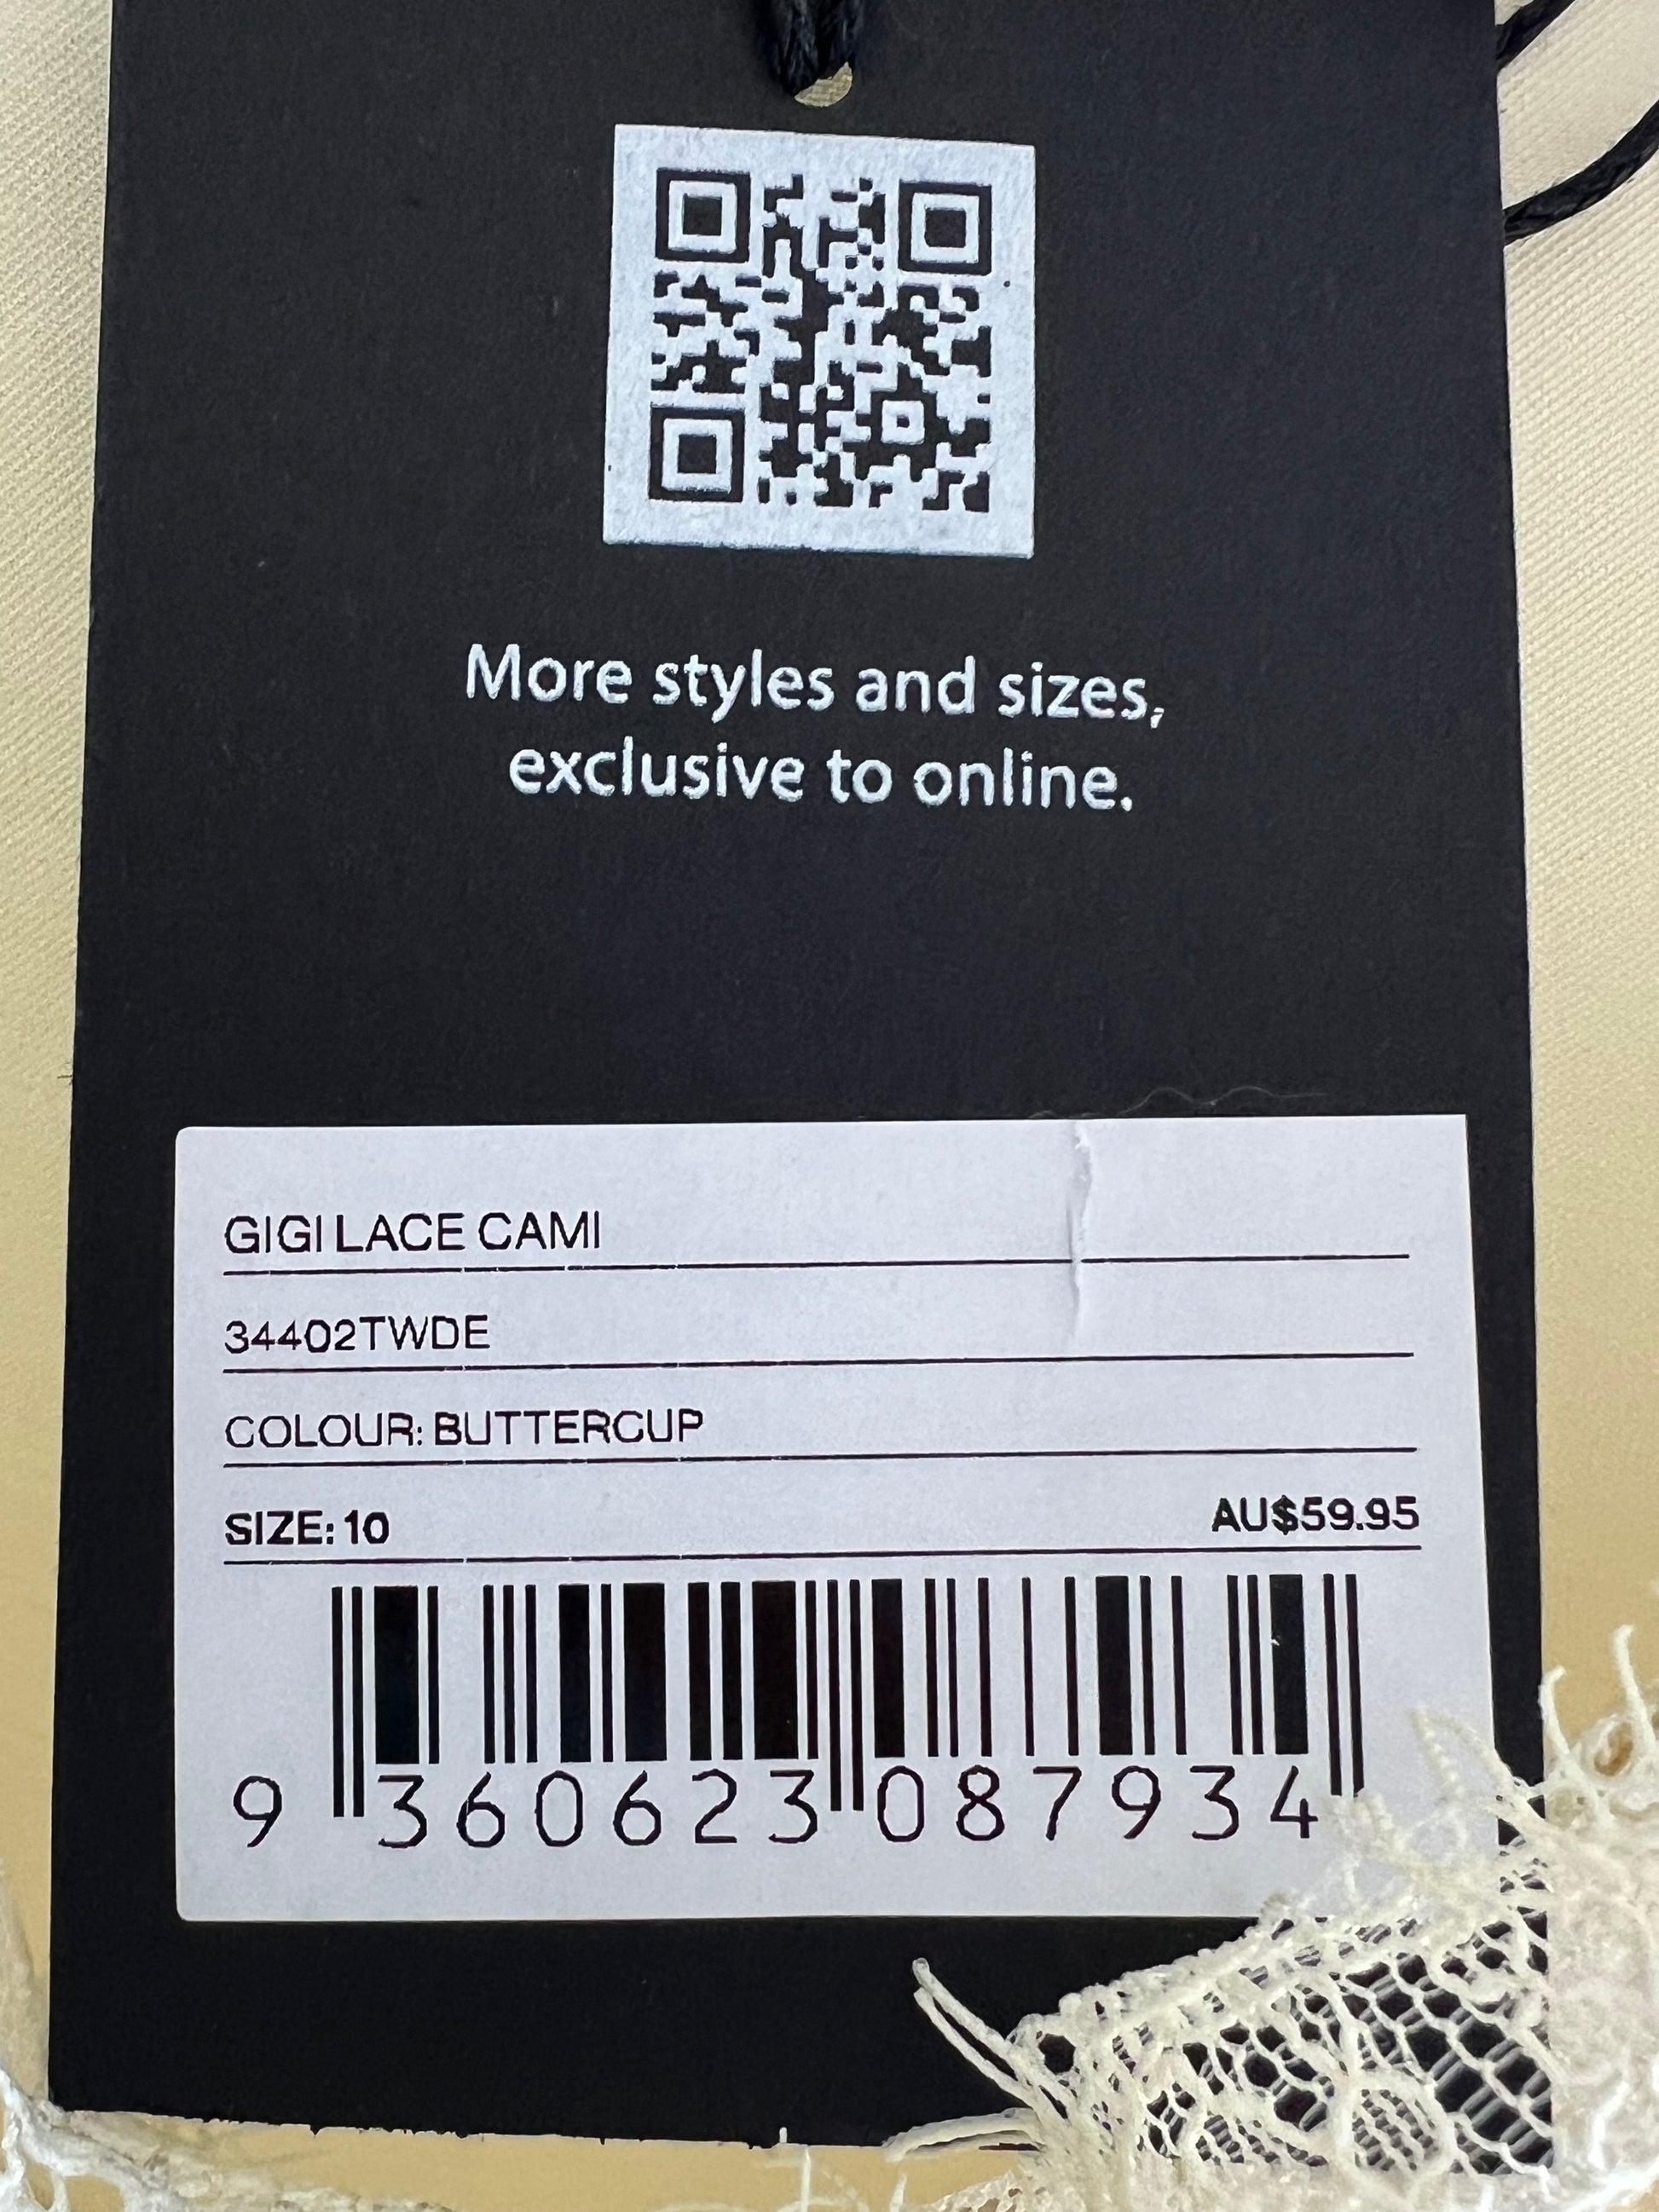 More styles and sizes,
exclusive to online.
GIGI LACE CAMI
34402TWDE
COLOUR: BUTTERCUP
SIZE: 10 AU$59.95
9 360623 087934